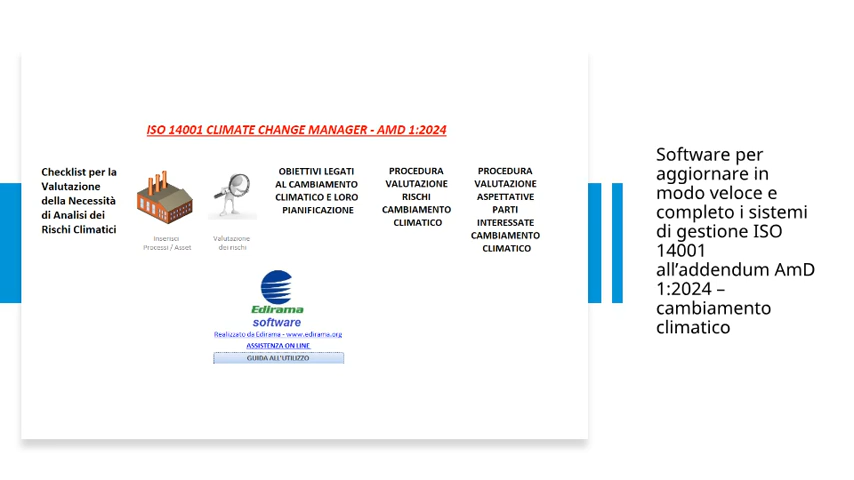 ISO 14001 CLIMATE CHANGE MANAGER - AMD 1:2024
Checklist per la
Valutazione
della Necessità
di Analisi dei
Rischi Climatici
Inserisci
Processi / Asset
Valutazione
dei rischi
OBIETTIVI LEGATI
AL CAMBIAMENTO
CLIMATICO E LORO
PIANIFICAZIONE
PROCEDURA
VALUTAZIONE
RISCHI
CAMBIAMENTO
CLIMATICO
PROCEDURA
VALUTAZIONE
ASPETTATIVE
PARTI
INTERESSATE
CAMBIAMENTO
CLIMATICO
Edirama
software
Realizzato da Edirama - www.edirama.org
ASSISTENZA ON LINE
GUIDA ALL'UTILIZZO
Software per
aggiornare in
modo veloce e
completo i sistemi
di gestione ISO
14001
all’addendum AmD
1:2024 –
cambiamento
climatico